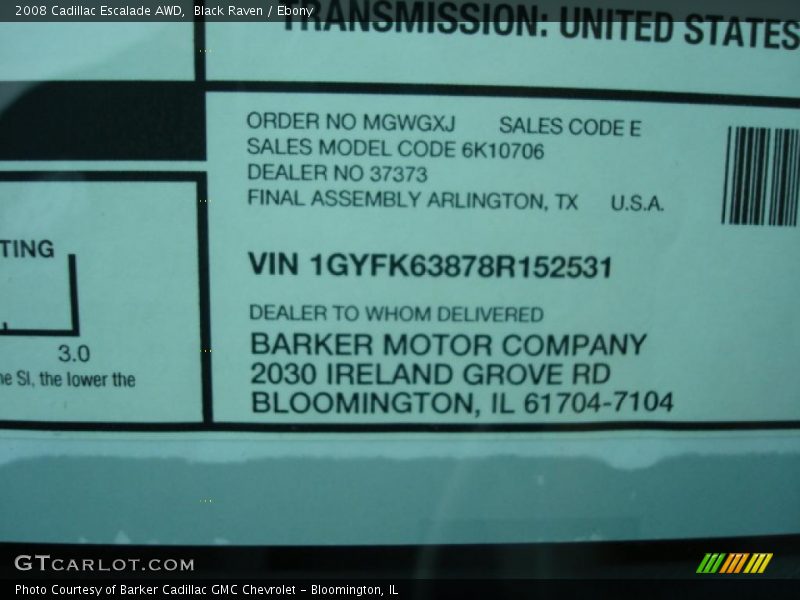 2008 Cadillac Escalade AWD, Black Raven / Ebony
TRANSMISSION: UNITED STATES
ORDER NO MGWGXJ SALES CODE E
SALES MODEL CODE 6K10706
DEALER NO 37373
FINAL ASSEMBLY ARLINGTON, TX U.S.A.
VIN 1GYFK63878R152531
DEALER TO WHOM DELIVERED
BARKER MOTOR COMPANY
2030 IRELAND GROVE RD
BLOOMINGTON, IL 61704-7104
TING
3.0
he SI, the lower the
GTCARLOT.COM
Photo Courtesy of Barker Cadillac GMC Chevrolet - Bloomington, IL